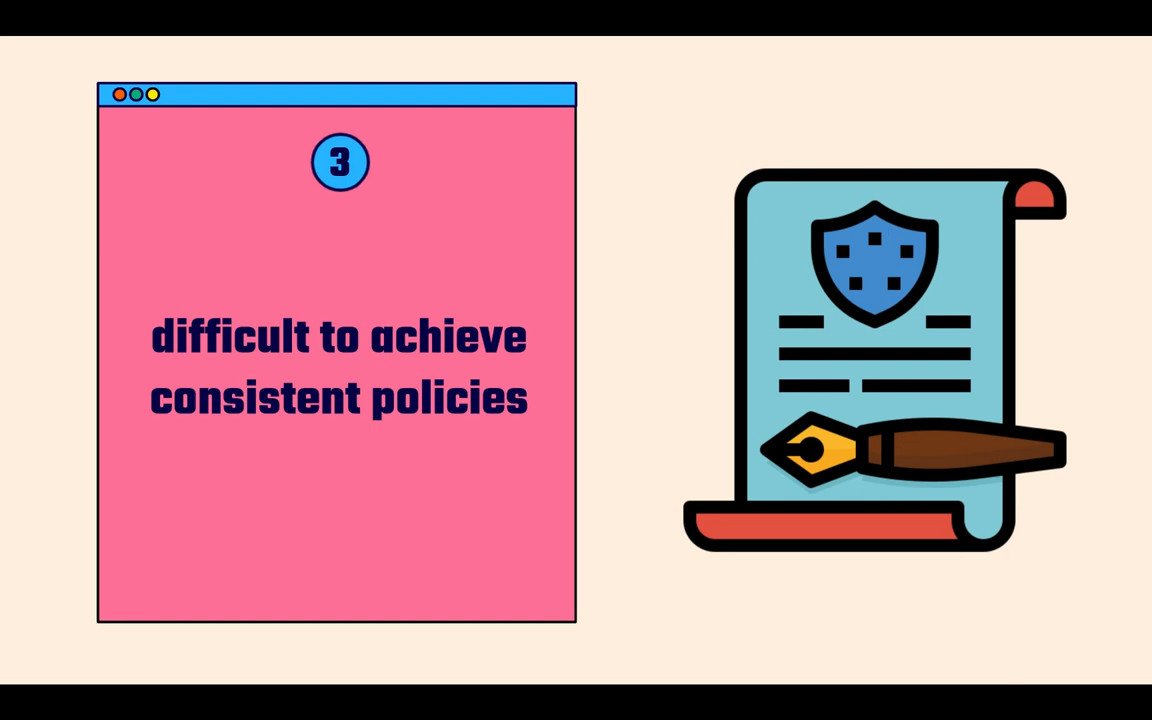 3
difficult to achieve
consistent policies